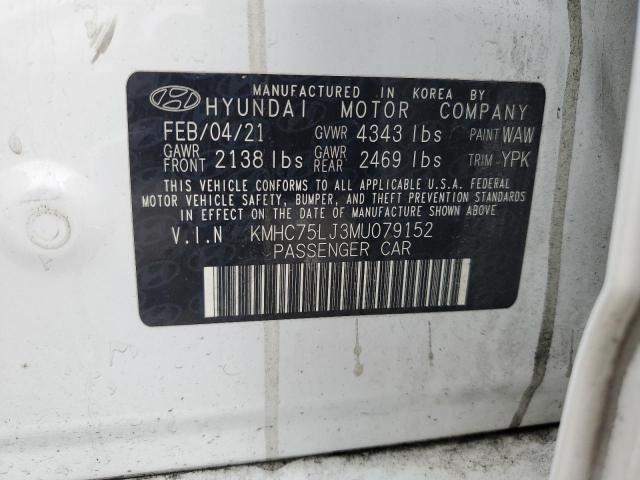 MANUFACTURED IN KOREA BY
HYUNDAI MOTOR COMPANY
FEB/04/21 GVWR 4343 lbs PAINT WAW
GAWR FRONT 2138 lbs GAWR REAR 2469 lbs TRIM YPK
THIS VEHICLE CONFORMS TO ALL APPLICABLE U.S.A. FEDERAL
MOTOR VEHICLE SAFETY, BUMPER, AND THEFT PREVENTION STANDARDS
IN EFFECT ON THE DATE OF MANUFACTURE SHOWN ABOVE
V.I.N KMHC75LJ3MU079152
PASSENGER CAR